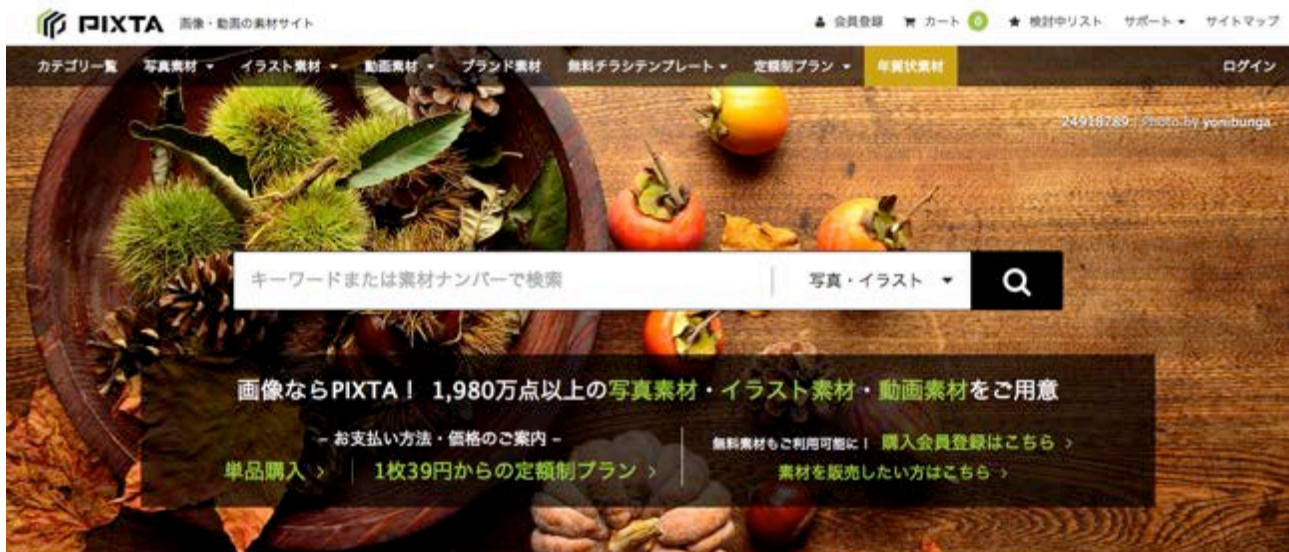 PIXTA 画像・動画の素材サイト
会員登録 カート 0 検討中リスト サポート サイトマップ
カテゴリ一覧 写真素材 イラスト素材 動画素材 ブランド素材 無料チラシテンプレート 定額制プラン 年賀状素材 ログイン
24918789 Photo by yonibunga
キーワードまたは素材ナンバーで検索 写真・イラスト
画像ならPIXTA! 1,980万点以上の写真素材・イラスト素材・動画素材をご用意
– お支払い方法・価格のご案内 –
単品購入 › 1枚39円からの定額制プラン ›
無料素材もご利用可能に! 購入会員登録はこちら ›
素材を販売したい方はこちら ›